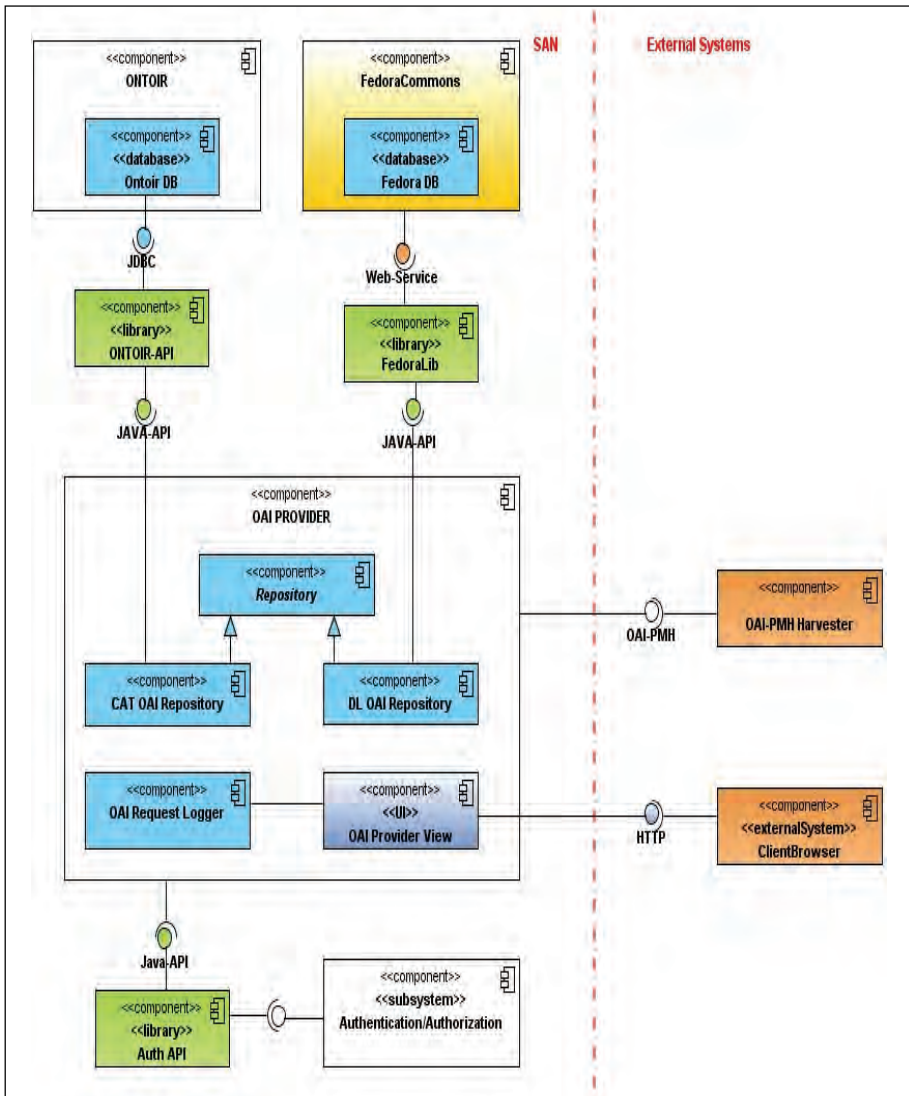 <<component>>
ONTOIR
<<component>>
FedoraCommons
SAN
External Systems
<<component>>
<<database>>
Ontoir DB
<<component>>
<<database>>
Fedora DB
JDBC
Web-Service
<<component>>
<<library>>
ONTOIR-API
<<component>>
<<library>>
FedoraLib
JAVA-API
JAVA-API
<<component>>
OAI PROVIDER
<<component>>
Repository
<<component>>
CAT OAI Repository
<<component>>
DL OAI Repository
OAI-PMH
<<component>>
OAI-PMH Harvester
<<component>>
OAI Request Logger
<<component>>
<<UI>>
OAI Provider View
HTTP
<<component>>
<<externalSystem>>
ClientBrowser
Java-API
<<component>>
<<library>>
Auth API
<<component>>
<<subsystem>>
Authentication/Authorization